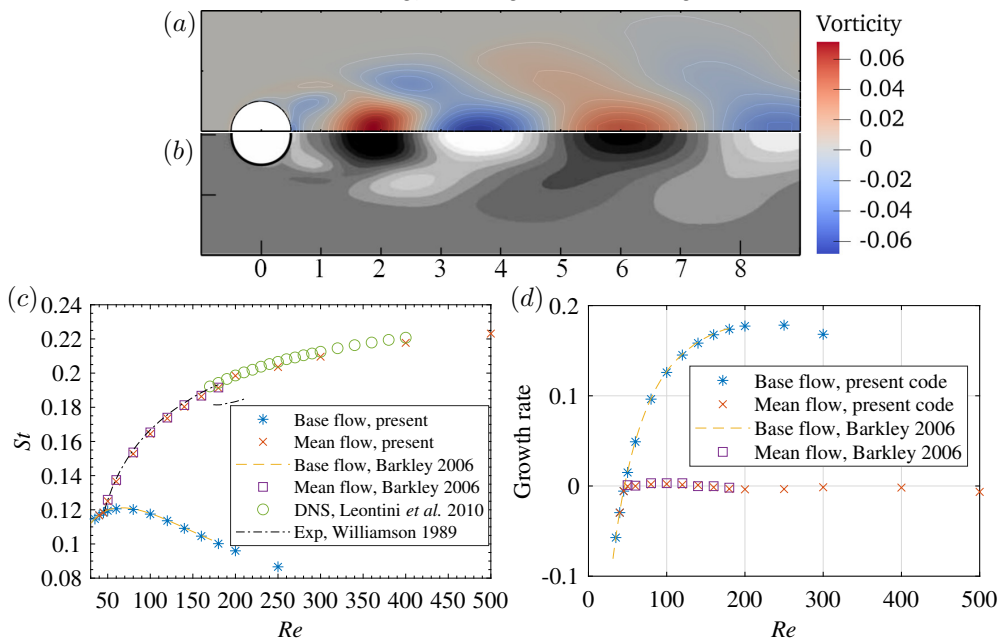 (a)
Vorticity
0.06
0.04
0.02
0
-0.02
-0.04
-0.06
(b)
0 1 2 3 4 5 6 7 8
(c)
0.24
0.22
0.2
0.18
0.16
0.14
0.12
0.1
0.08
St
50 100 150 200 250 300 350 400 450 500
Re
Base flow, present
Mean flow, present
Base flow, Barkley 2006
Mean flow, Barkley 2006
DNS, Leontini et al. 2010
Exp, Williamson 1989
(d)
0.2
0.1
0
-0.1
Growth rate
0 100 200 300 400 500
Re
Base flow, present code
Mean flow, present code
Base flow, Barkley 2006
Mean flow, Barkley 2006